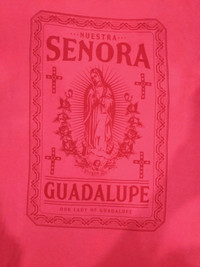 NUESTRA
SENORA
GUADALUPE
OUR LADY OF GUADALUPE